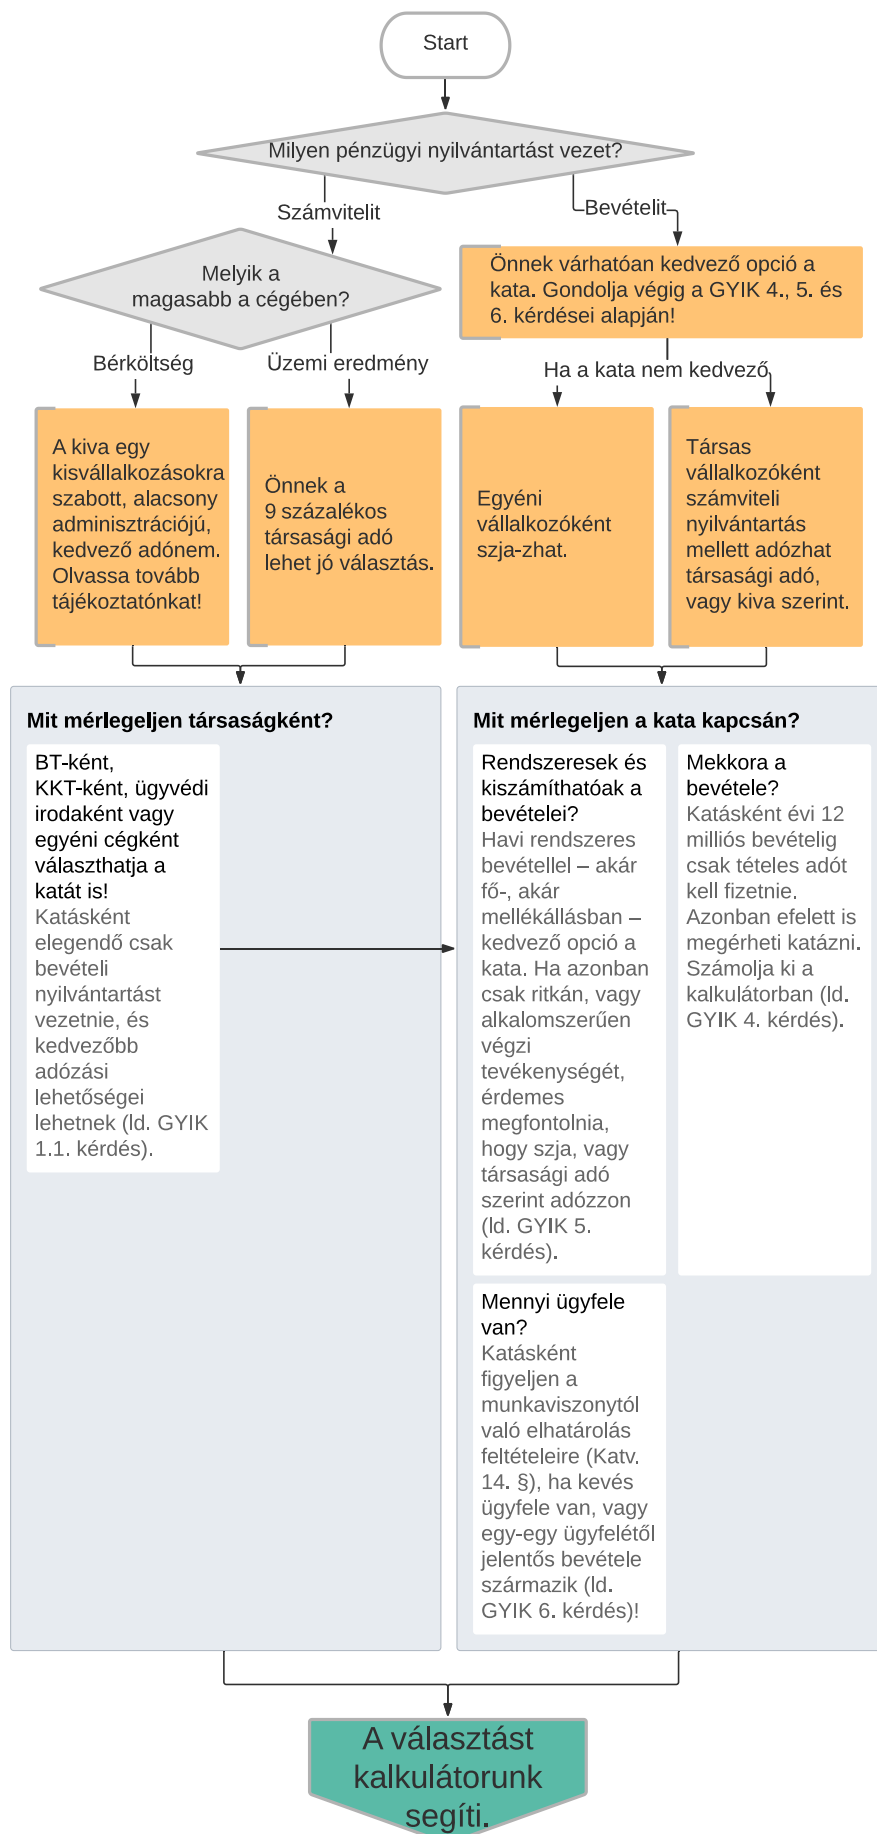 Start
Milyen pénzügyi nyilvántartást vezet?
Számvitelit
Bevételit
Melyik a
magasabb a cégében?
Önnek várhatóan kedvező opció a
kata. Gondolja végig a GYIK 4., 5. és
6. kérdései alapján!
Bérköltség
Üzemi eredmény
Ha a kata nem kedvező
A kiva egy
kisvállalkozásokra
szabott, alacsony
adminisztrációjú,
kedvező adónem.
Olvassa tovább
tájékoztatónkat!
Önnek a
9 százalékos
társasági adó
lehet jó választás.
Egyéni
vállalkozóként
szja-zhat.
Társas
vállalkozóként
számviteli
nyilvántartás
mellett adózhat
társasági adó,
vagy kiva szerint.
Mit mérlegeljen társaságként?
BT-ként,
KKT-ként, ügyvédi
irodaként vagy
egyéni cégként
választhatja a
katát is!
Katásként
elegendő csak
bevételi
nyilvántartást
vezetnie, és
kedvezőbb
adózási
lehetőségei
lehetnek (ld. GYIK
1.1. kérdés).
Mit mérlegeljen a kata kapcsán?
Rendszeresek és
kiszámíthatóak a
bevételei?
Havi rendszeres
bevétellel – akár
fő-, akár
mellékállásban –
kedvező opció a
kata. Ha azonban
csak ritkán, vagy
alkalomszerűen
végzi
tevékenységét,
érdemes
megfontolnia,
hogy szja, vagy
társasági adó
szerint adózzon
(ld. GYIK 5.
kérdés).
Mekkora a
bevétele?
Katásként évi 12
milliós bevételig
csak tételes adót
kell fizetnie.
Azonban efelett is
megérheti katázni.
Számolja ki a
kalkulátorban (ld.
GYIK 4. kérdés).
Mennyi ügyfele
van?
Katásként
figyeljen a
munkaviszonytól
való elhatárolás
feltételeire (Katv.
14. §), ha kevés
ügyfele van, vagy
egy-egy ügyfelétől
jelentős bevétele
származik (ld.
GYIK 6. kérdés)!
A választást
kalkulátorunk
segíti.